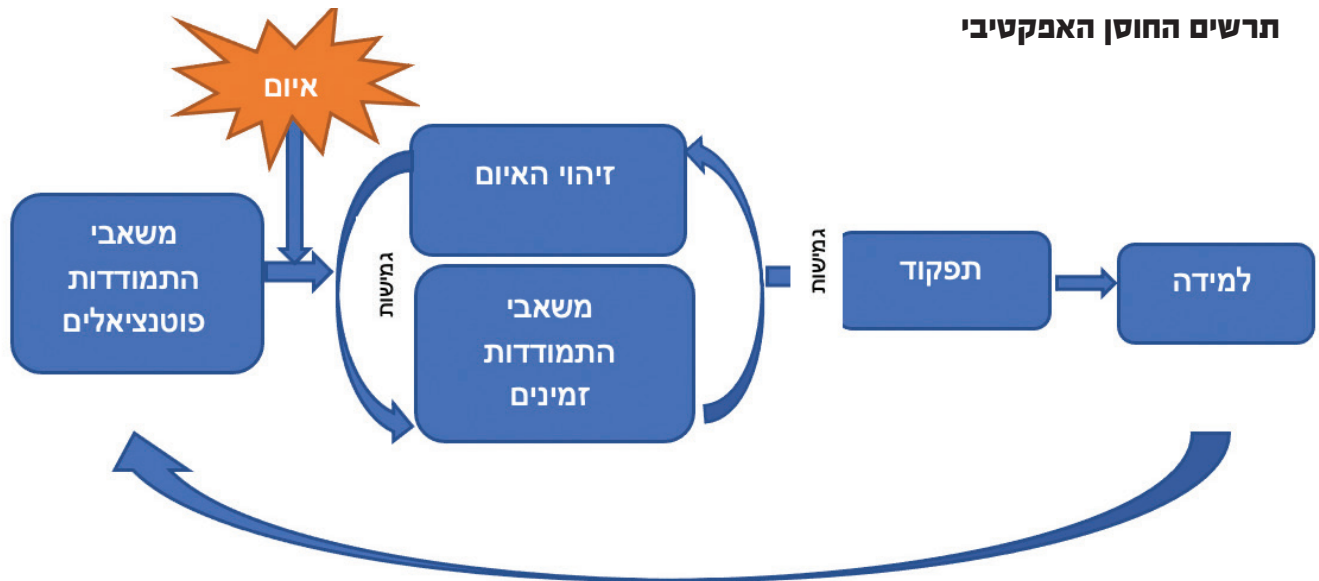 תרשים החוסן האפקטיבי
איום
משאבי
התמודדות
פוטנציאלים
זיהוי האיום
גמישות
משאבי
התמודדות
זמינים
גמישות
תפקוד
למידה